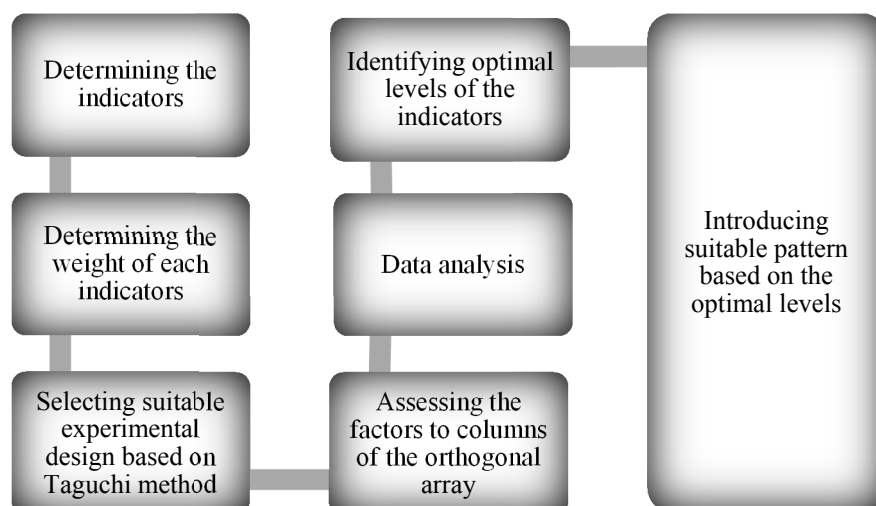 Determining the
indicators
Determining the
weight of each
indicators
Selecting suitable
experimental
design based on
Taguchi method
Assessing the
factors to columns
of the orthogonal
array
Data analysis
Identifying optimal
levels of the
indicators
Introducing
suitable pattern
based on the
optimal levels